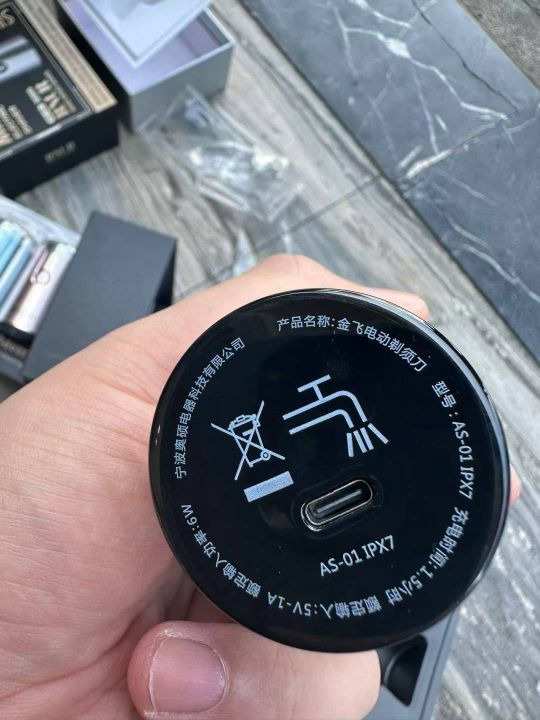 产品名称：金飞电动剃须刀
型号：AS-01 IPX7
充电时间：1.5小时
额定输入：5V-1A
额定输入功率：6W
宁波奥硕电器科技有限公司
AS-01 IPX7